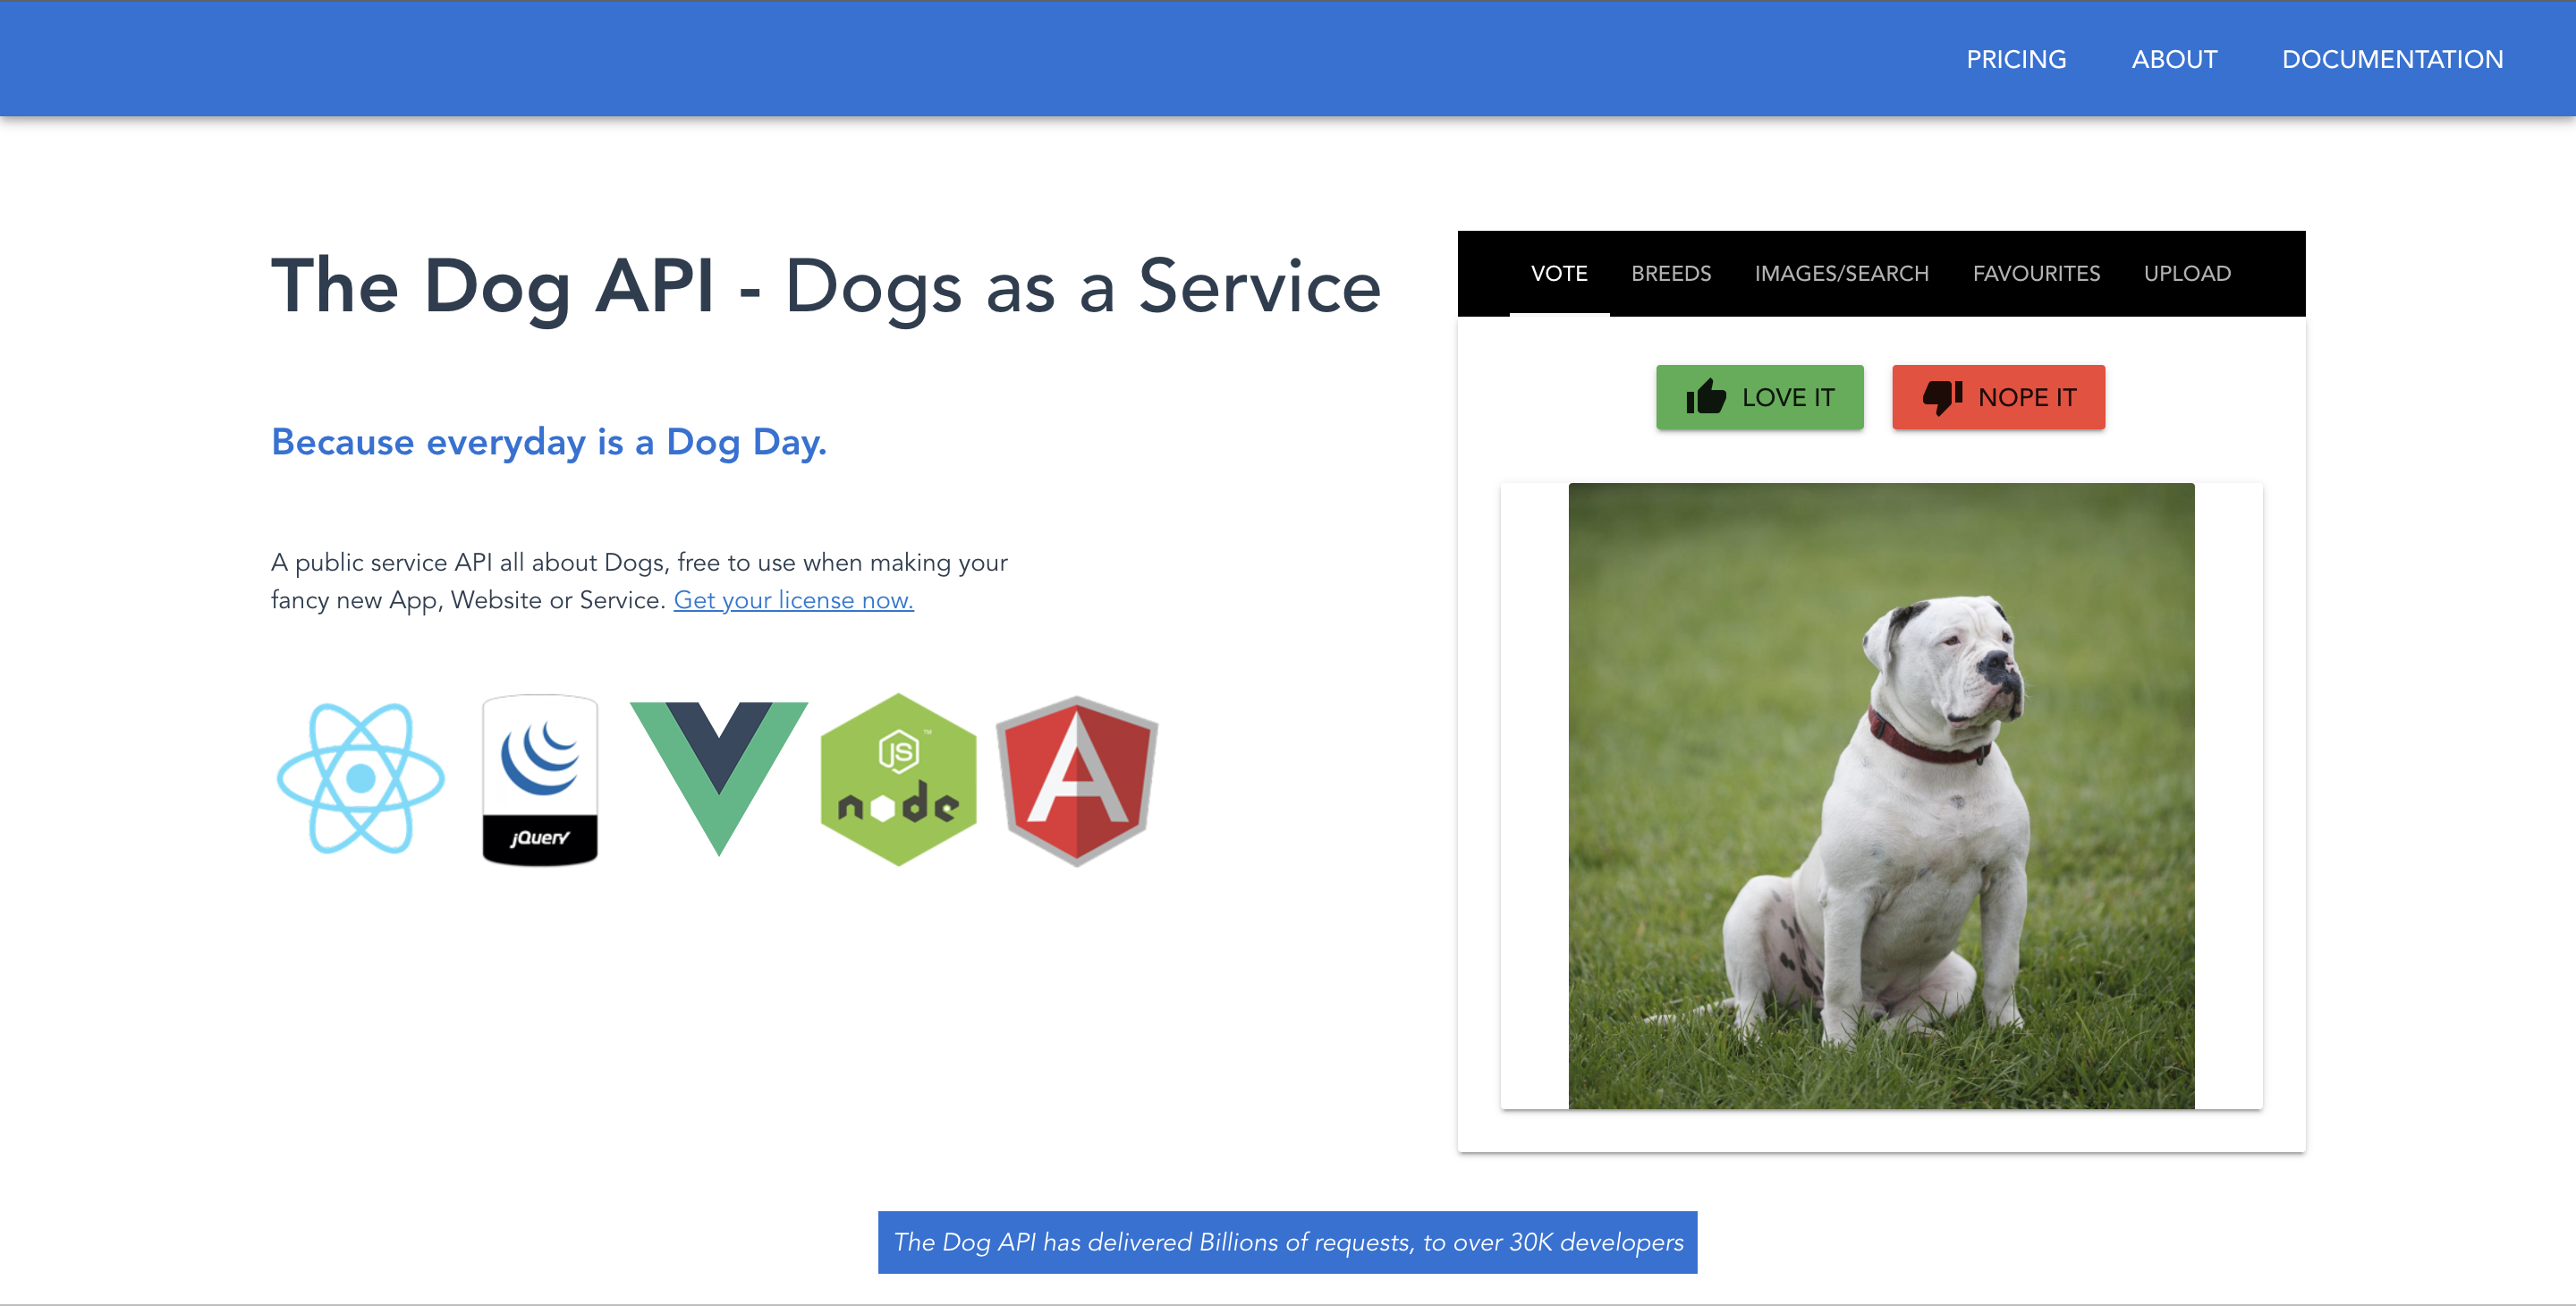 PRICING ABOUT DOCUMENTATION
The Dog API - Dogs as a Service
Because everyday is a Dog Day.
A public service API all about Dogs, free to use when making your
fancy new App, Website or Service. Get your license now.
jQuery
JS ™
node
A
VOTE BREEDS IMAGES/SEARCH FAVOURITES UPLOAD
LOVE IT NOPE IT
The Dog API has delivered Billions of requests, to over 30K developers